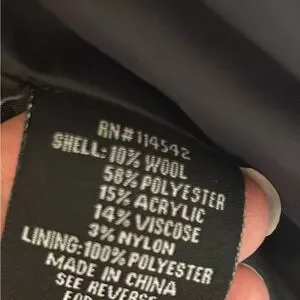 RN#114542
SHELL: 10% WOOL
58% POLYESTER
15% ACRYLIC
14% VISCOSE
3% NYLON
LINING: 100% POLYESTER
MADE IN CHINA
SEE REVERSE
FOR